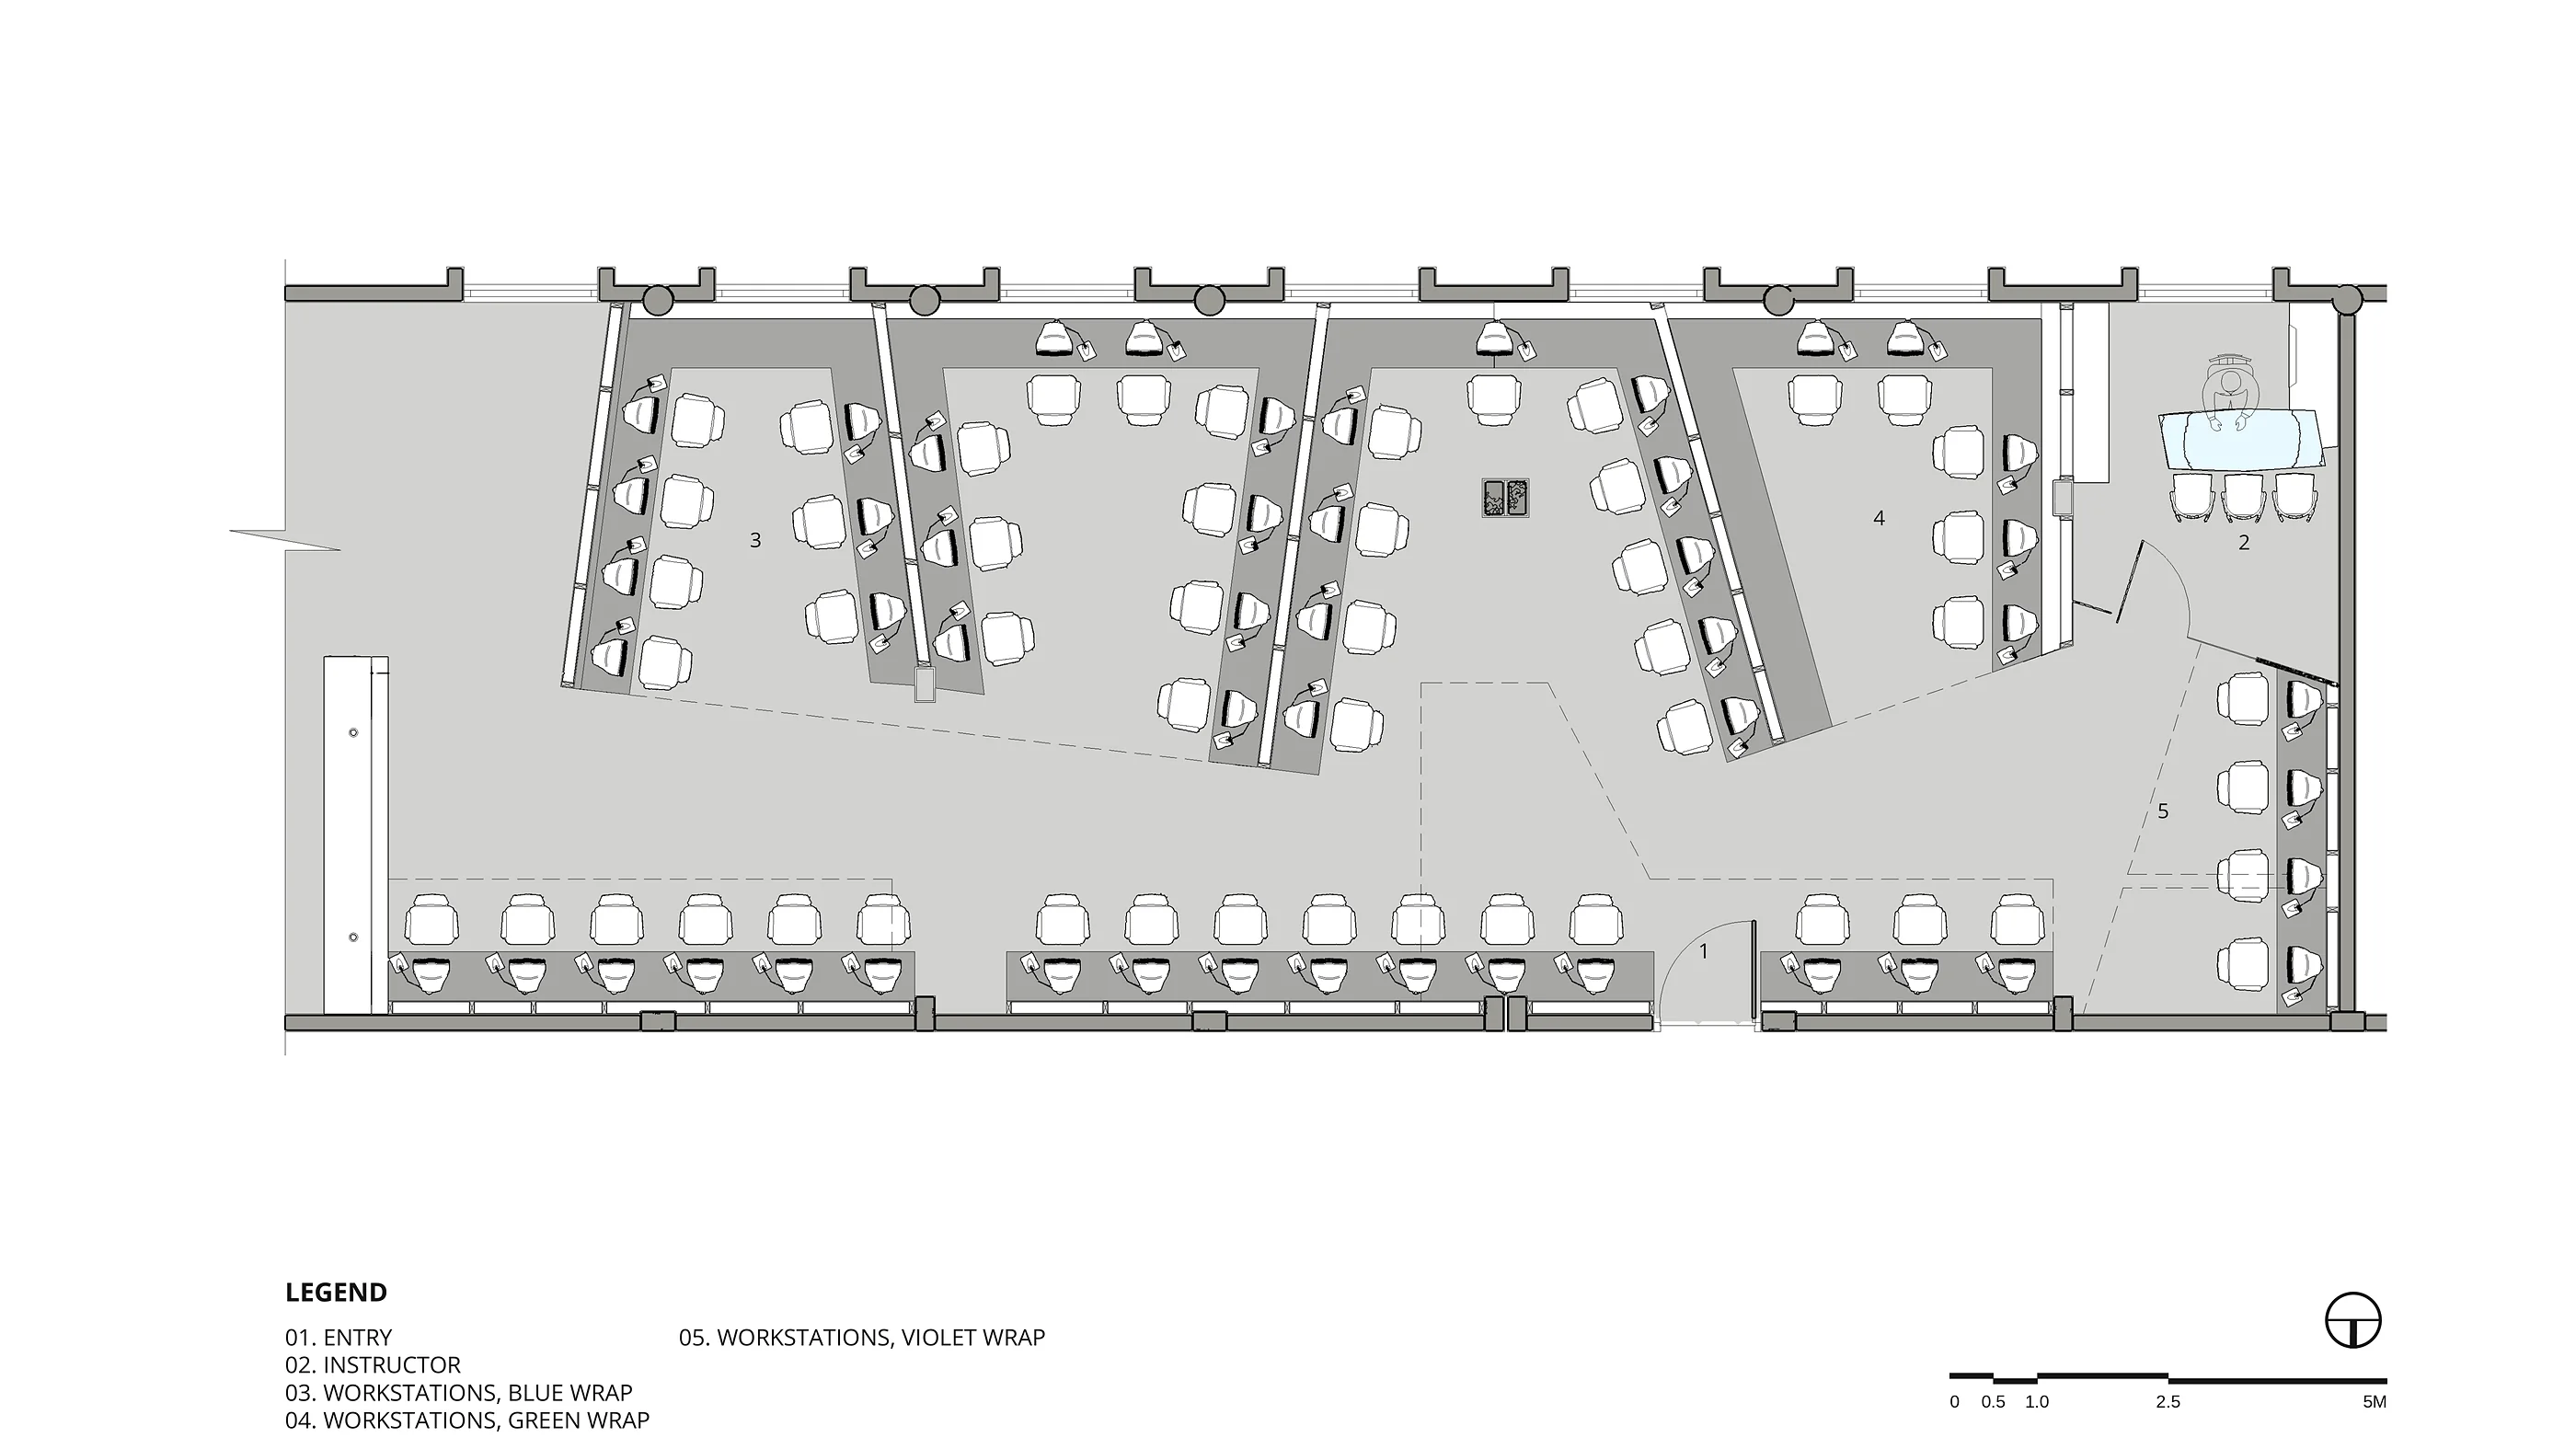 3
4
2
5
1
LEGEND
01. ENTRY
02. INSTRUCTOR
03. WORKSTATIONS, BLUE WRAP
04. WORKSTATIONS, GREEN WRAP
05. WORKSTATIONS, VIOLET WRAP
0 0.5 1.0 2.5 5M